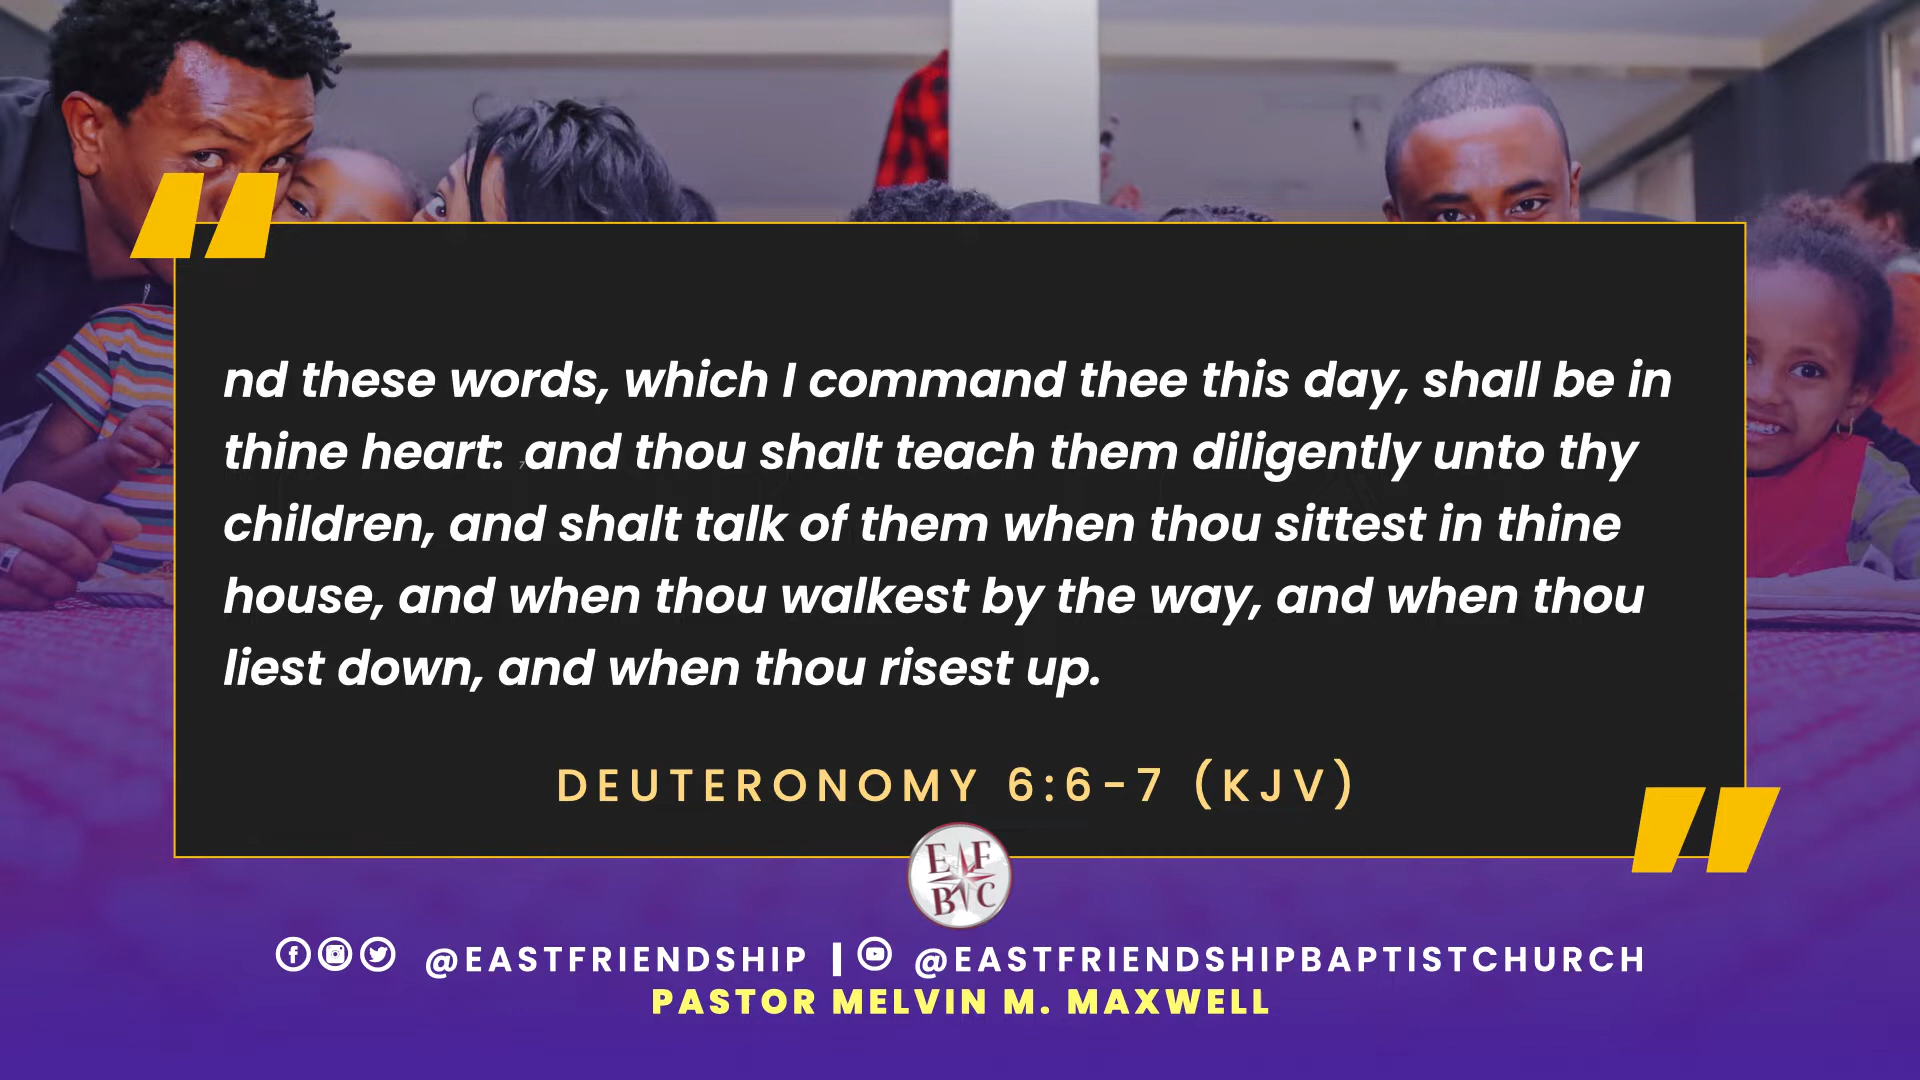 nd these words, which I command thee this day, shall be in
thine heart: 7 and thou shalt teach them diligently unto thy
children, and shalt talk of them when thou sittest in thine
house, and when thou walkest by the way, and when thou
liest down, and when thou risest up.
DEUTERONOMY 6:6-7 (KJV)
E F
B C
@EASTFRIENDSHIP | @EASTFRIENDSHIPBAPTISTCHURCH
PASTOR MELVIN M. MAXWELL